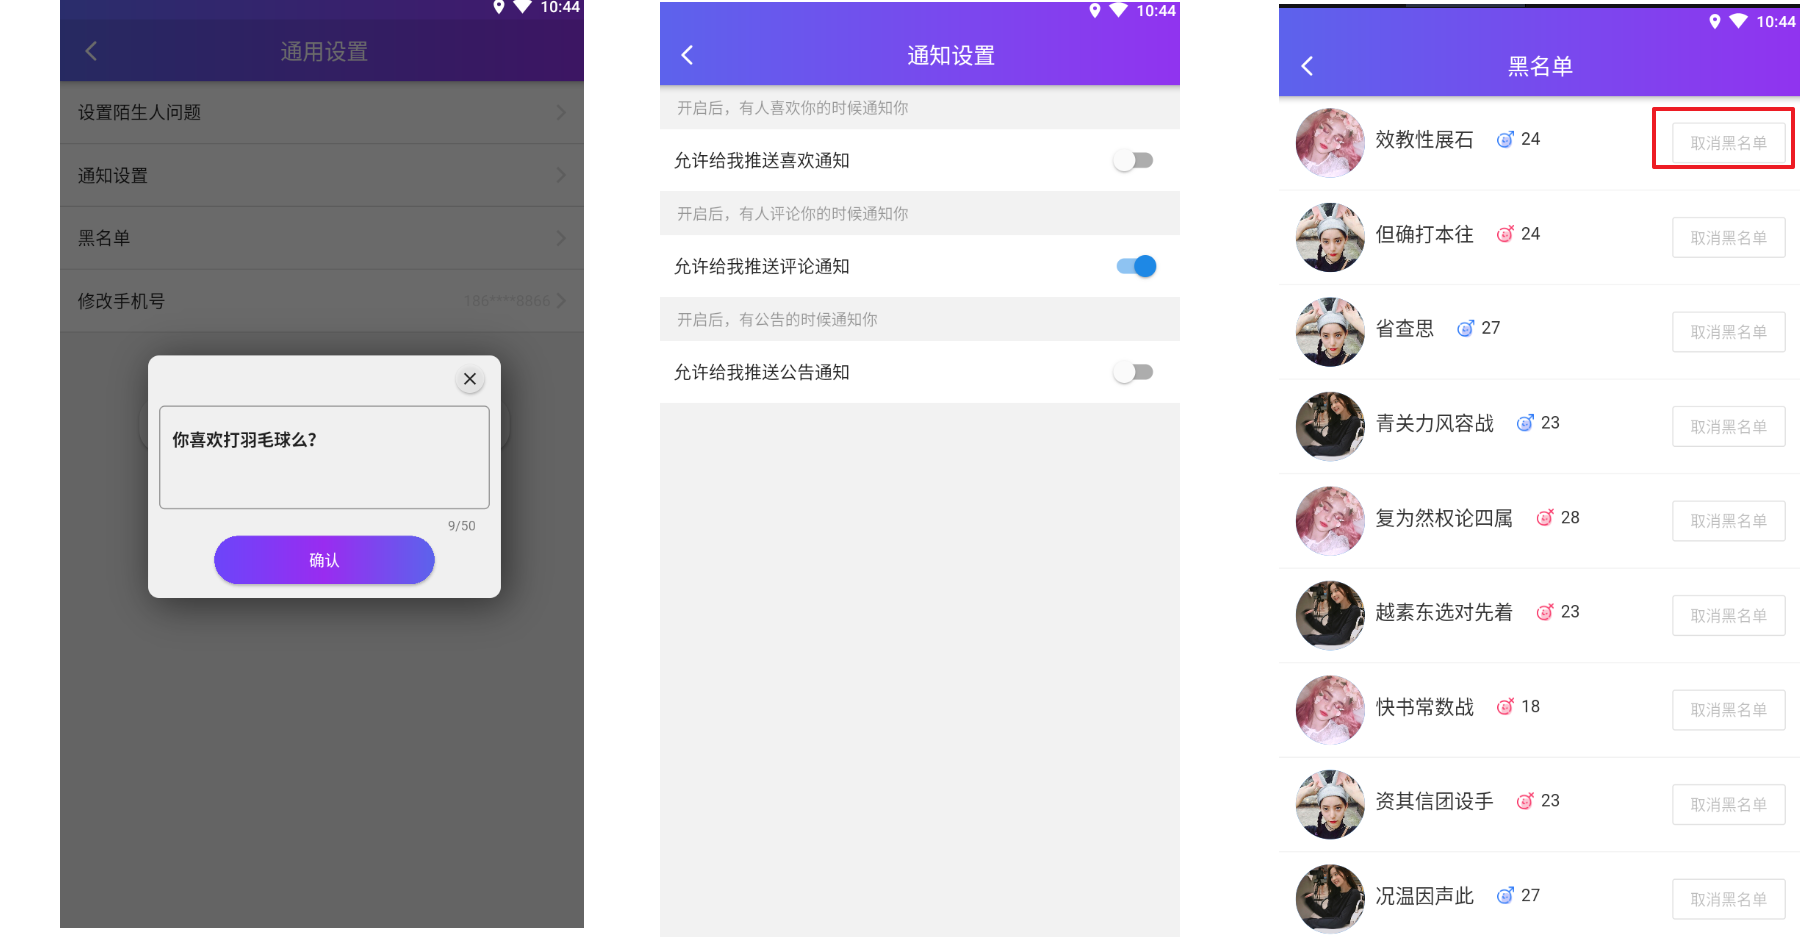 10:44
通用设置
设置陌生人问题
通知设置
黑名单
修改手机号 186****8866
你喜欢打羽毛球么?
9/50
确认
10:44
通知设置
开启后，有人喜欢你的时候通知你
允许给我推送喜欢通知
开启后，有人评论你的时候通知你
允许给我推送评论通知
开启后，有公告的时候通知你
允许给我推送公告通知
10:44
黑名单
效教性展石 24 取消黑名单
但确打本往 24 取消黑名单
省查思 27 取消黑名单
青关力风容战 23 取消黑名单
复为然权论四属 28 取消黑名单
越素东选对先着 23 取消黑名单
快书常数战 18 取消黑名单
资其信团设手 23 取消黑名单
况温因声此 27 取消黑名单